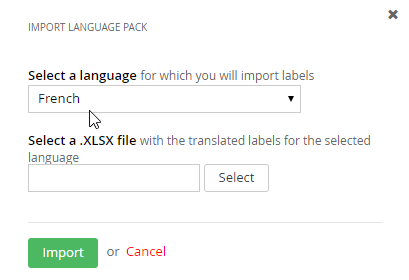 IMPORT LANGUAGE PACK
Select a language for which you will import labels
French
Select a .XLSX file with the translated labels for the selected
language
Select
Import or Cancel